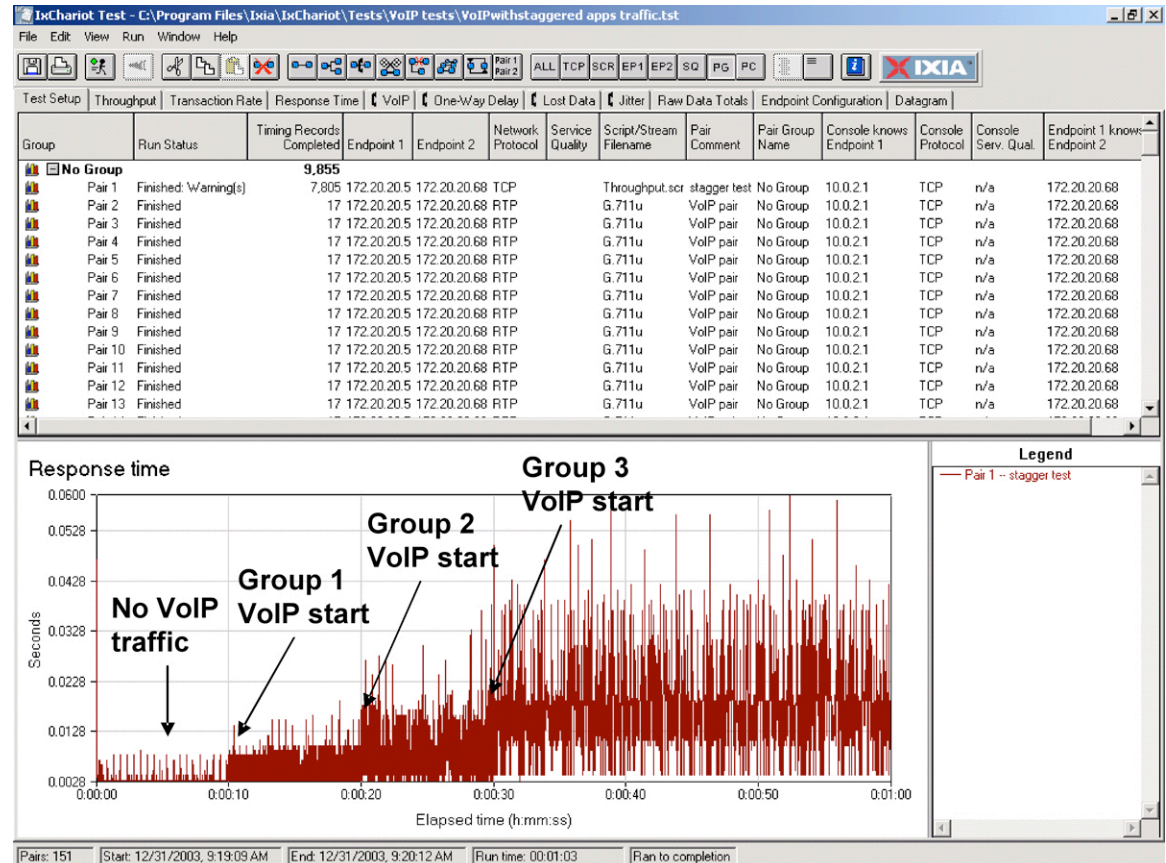 IxChariot Test - C:\Program Files\Ixia\IxChariot\Tests\VoIP tests\VoIPwithstaggered apps traffic.tst
File Edit View Run Window Help
Pair 1 Pair 2 ALL TCP SCR EP1 EP2 SQ PG PC IXIA
Test Setup Throughput Transaction Rate Response Time VoIP One-Way Delay Lost Data Jitter Raw Data Totals Endpoint Configuration Datagram
Group Run Status Timing Records Completed Endpoint 1 Endpoint 2 Network Protocol Service Quality Script/Stream Filename Pair Comment Pair Group Name Console knows Endpoint 1 Console Protocol Console Serv. Qual. Endpoint 1 knows Endpoint 2
No Group 9,855
Pair 1 Finished: Warning(s) 7,805 172.20.20.5 172.20.20.68 TCP Throughput.scr stagger test No Group 10.0.2.1 TCP n/a 172.20.20.68
Pair 2 Finished 17 172.20.20.5 172.20.20.68 RTP G.711u VoIP pair No Group 10.0.2.1 TCP n/a 172.20.20.68
Pair 3 Finished 17 172.20.20.5 172.20.20.68 RTP G.711u VoIP pair No Group 10.0.2.1 TCP n/a 172.20.20.68
Pair 4 Finished 17 172.20.20.5 172.20.20.68 RTP G.711u VoIP pair No Group 10.0.2.1 TCP n/a 172.20.20.68
Pair 5 Finished 17 172.20.20.5 172.20.20.68 RTP G.711u VoIP pair No Group 10.0.2.1 TCP n/a 172.20.20.68
Pair 6 Finished 17 172.20.20.5 172.20.20.68 RTP G.711u VoIP pair No Group 10.0.2.1 TCP n/a 172.20.20.68
Pair 7 Finished 17 172.20.20.5 172.20.20.68 RTP G.711u VoIP pair No Group 10.0.2.1 TCP n/a 172.20.20.68
Pair 8 Finished 17 172.20.20.5 172.20.20.68 RTP G.711u VoIP pair No Group 10.0.2.1 TCP n/a 172.20.20.68
Pair 9 Finished 17 172.20.20.5 172.20.20.68 RTP G.711u VoIP pair No Group 10.0.2.1 TCP n/a 172.20.20.68
Pair 10 Finished 17 172.20.20.5 172.20.20.68 RTP G.711u VoIP pair No Group 10.0.2.1 TCP n/a 172.20.20.68
Pair 11 Finished 17 172.20.20.5 172.20.20.68 RTP G.711u VoIP pair No Group 10.0.2.1 TCP n/a 172.20.20.68
Pair 12 Finished 17 172.20.20.5 172.20.20.68 RTP G.711u VoIP pair No Group 10.0.2.1 TCP n/a 172.20.20.68
Pair 13 Finished 17 172.20.20.5 172.20.20.68 RTP G.711u VoIP pair No Group 10.0.2.1 TCP n/a 172.20.20.68
Response time
Legend
Pair 1 -- stagger test
Group 3
VoIP start
Group 2
VoIP start
Group 1
VoIP start
No VoIP
traffic
Seconds
0.0600
0.0528
0.0428
0.0328
0.0228
0.0128
0.0028
0:00:00 0:00:10 0:00:20 0:00:30 0:00:40 0:00:50 0:01:00
Elapsed time (h:mm:ss)
Pairs: 151 Start: 12/31/2003, 9:19:09 AM End: 12/31/2003, 9:20:12 AM Run time: 00:01:03 Ran to completion